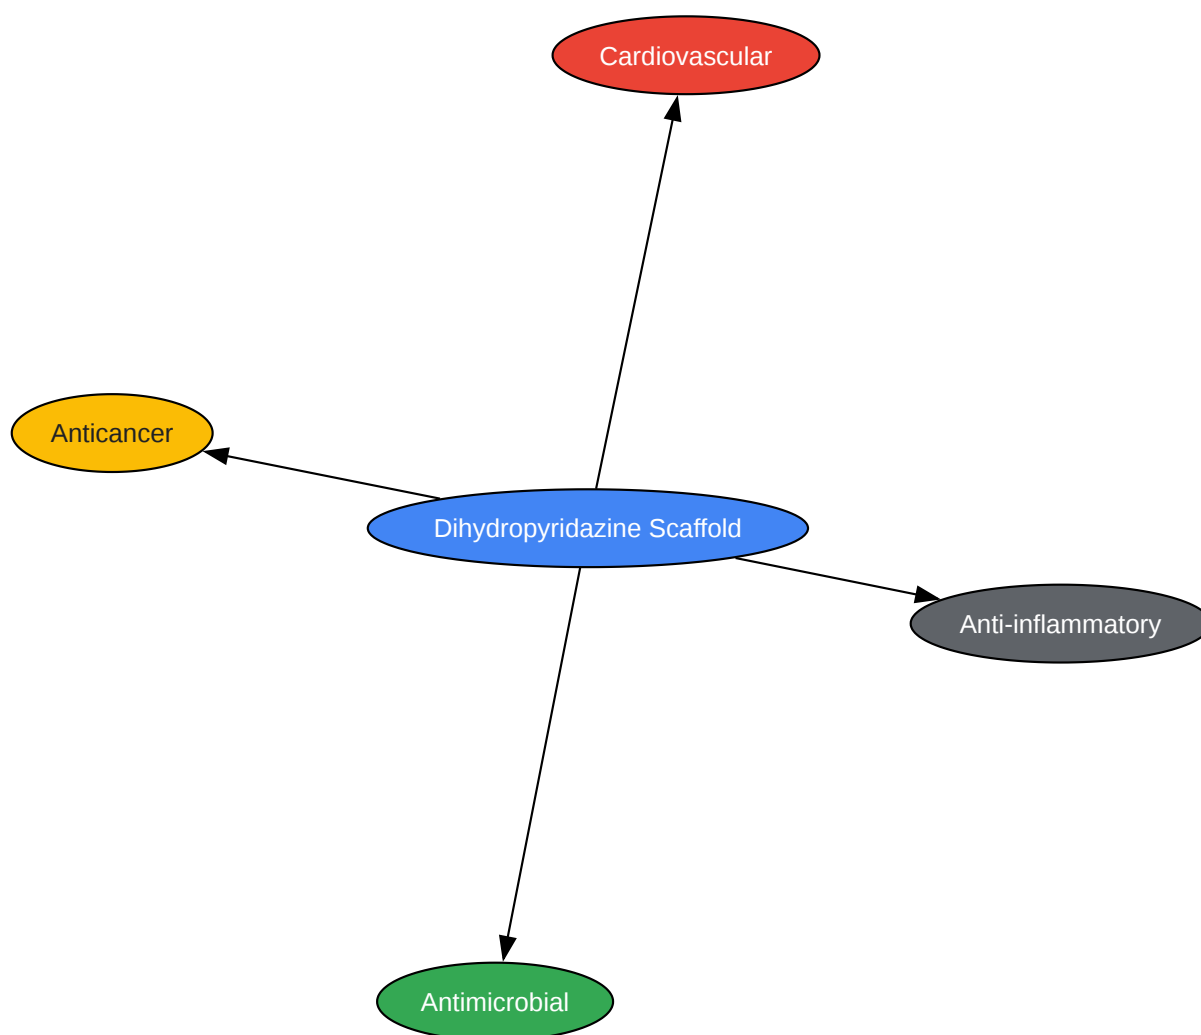 Cardiovascular
Anticancer
Dihydropyridazine Scaffold
Anti-inflammatory
Antimicrobial